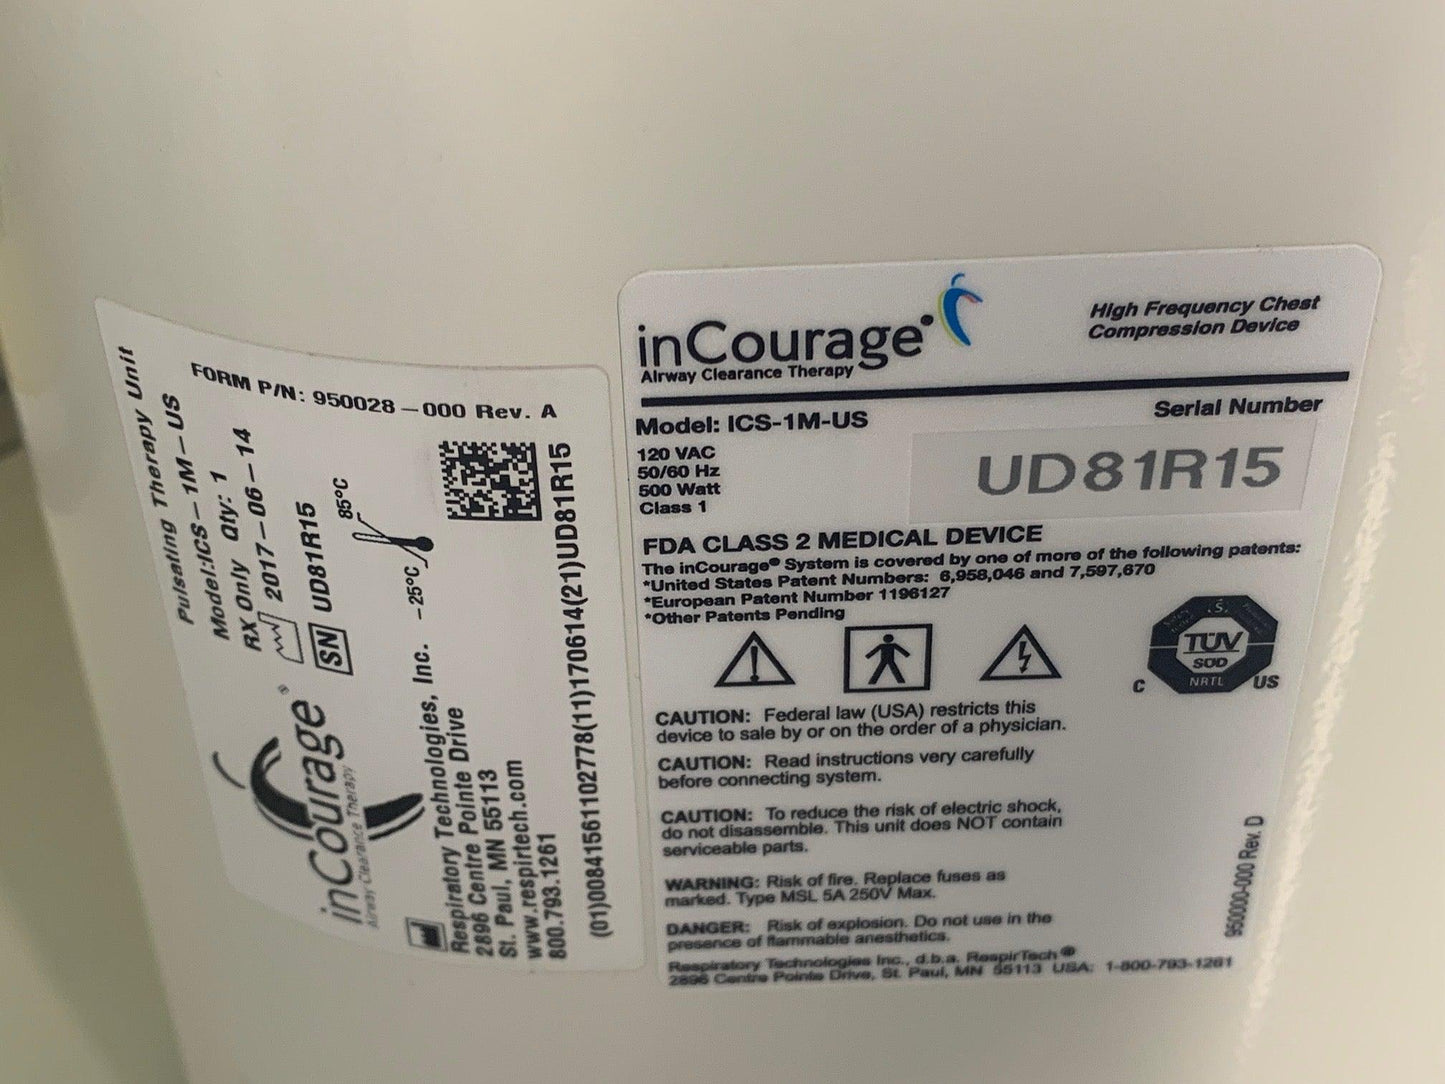 Pulsating Therapy Unit
Model:ICS-1M-US
RX Only Qty: 1
2017-06-14
SN UD81R15
-25°C 85°C
FORM P/N: 950028-000 Rev. A
inCourage®
Airway Clearance Therapy
Respiratory Technologies, Inc.
2896 Centre Pointe Drive
St. Paul, MN 55113
www.respirtech.com
800.793.1261
(01)00841561102778(11)170614(21)UD81R15
inCourage®
Airway Clearance Therapy
High Frequency Chest
Compression Device
Model: ICS-1M-US
120 VAC
50/60 Hz
500 Watt
Class 1
Serial Number
UD81R15
FDA CLASS 2 MEDICAL DEVICE
The inCourage® System is covered by one of more of the following patents:
*United States Patent Numbers: 6,958,046 and 7,597,670
*European Patent Number 1196127
*Other Patents Pending
TÜV
SÜD
NRTL
C US
CAUTION: Federal law (USA) restricts this
device to sale by or on the order of a physician.
CAUTION: Read instructions very carefully
before connecting system.
CAUTION: To reduce the risk of electric shock,
do not disassemble. This unit does NOT contain
serviceable parts.
WARNING: Risk of fire. Replace fuses as
marked. Type MSL 5A 250V Max.
DANGER: Risk of explosion. Do not use in the
presence of flammable anesthetics.
Respiratory Technologies Inc., d.b.a. RespirTech®
2896 Centre Pointe Drive, St. Paul, MN 55113 USA: 1-800-793-1261
950000-000 Rev. D